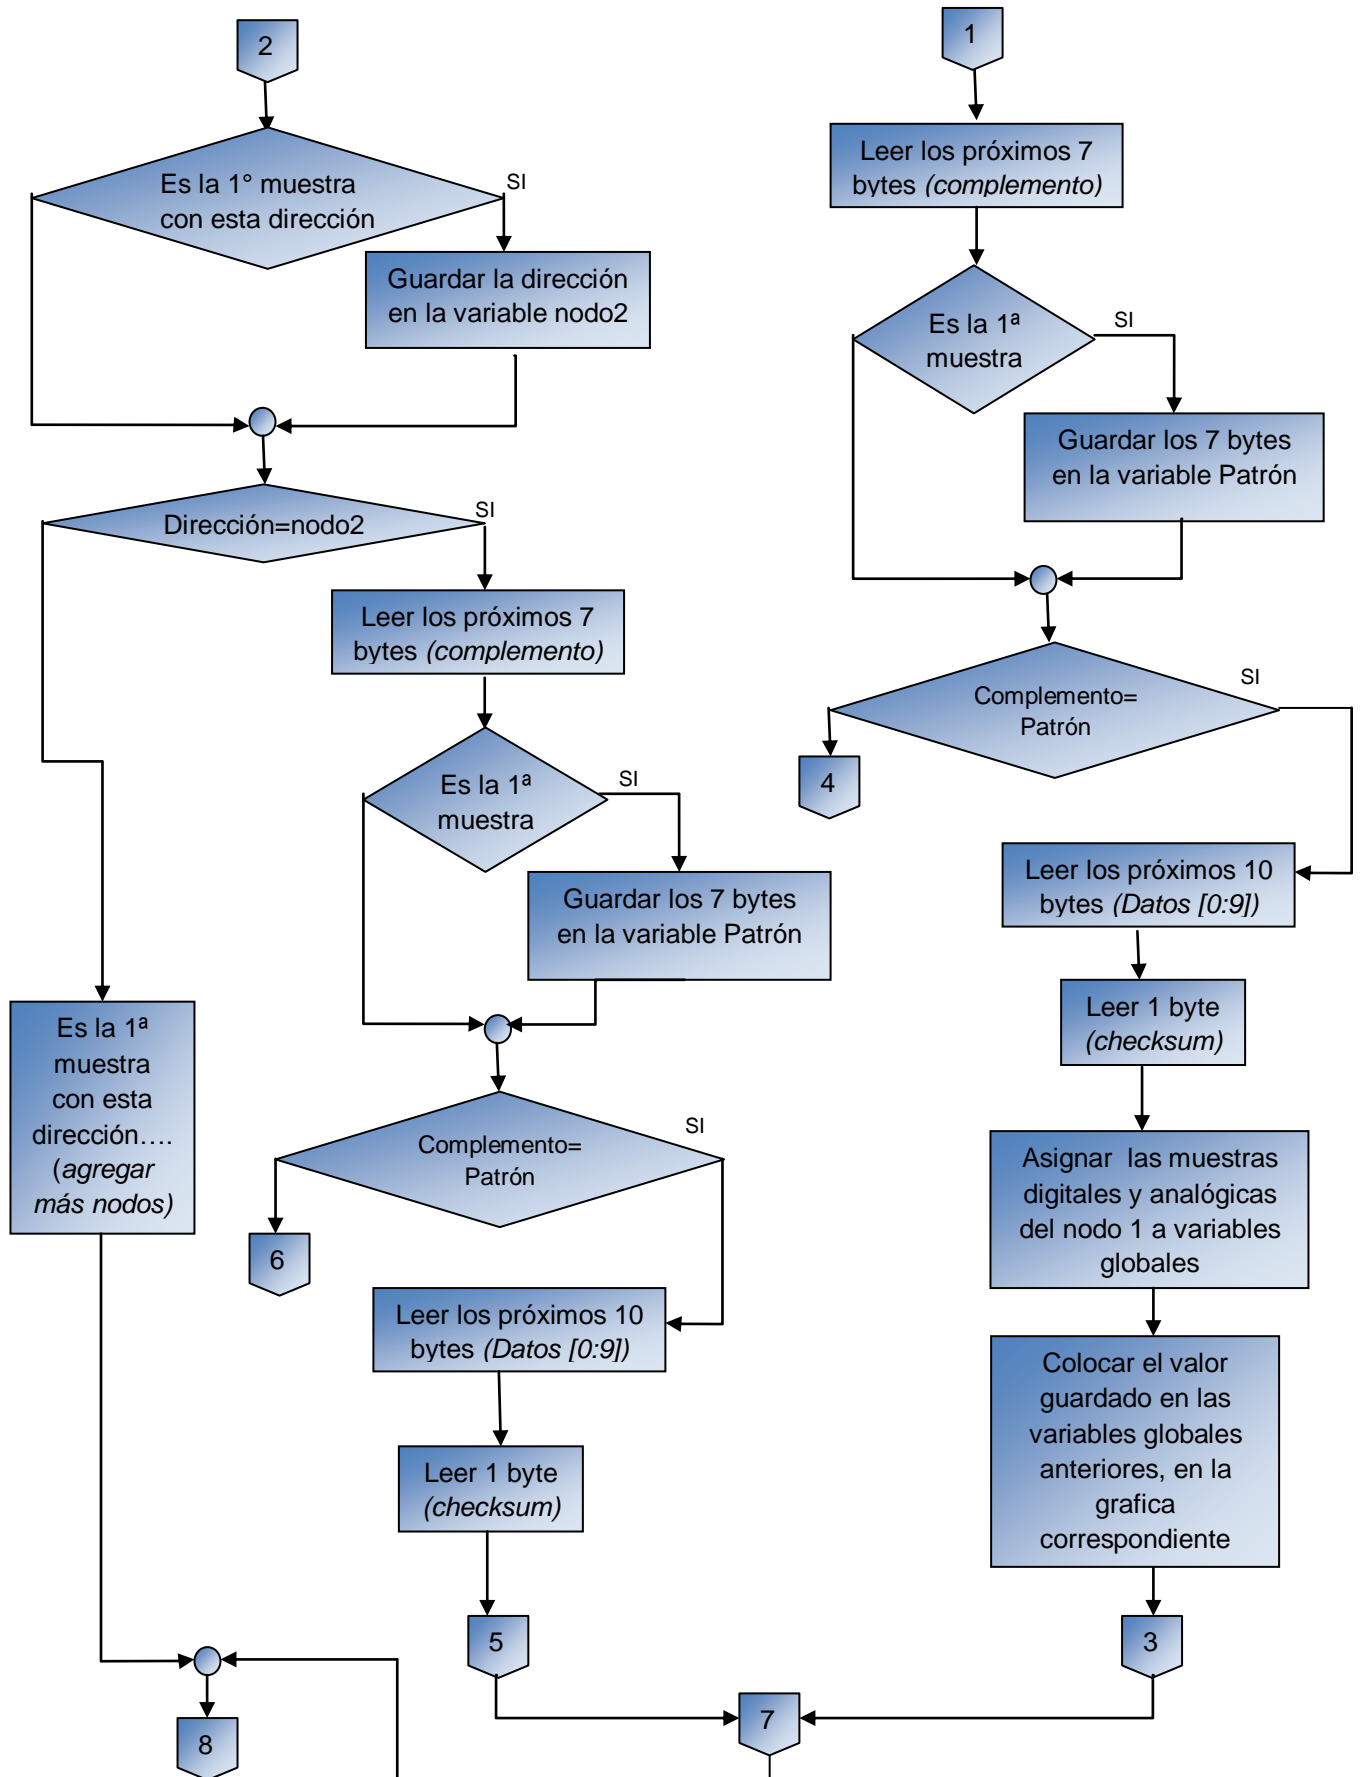 2
Es la 1° muestra
con esta dirección
SI
Guardar la dirección
en la variable nodo2
Dirección=nodo2
SI
Leer los próximos 7
bytes (complemento)
Es la 1ª
muestra
SI
Guardar los 7 bytes
en la variable Patrón
Es la 1ª
muestra
con esta
dirección….
(agregar
más nodos)
Complemento=
Patrón
SI
6
Leer los próximos 10
bytes (Datos [0:9])
Leer 1 byte
(checksum)
5
8
1
Leer los próximos 7
bytes (complemento)
Es la 1ª
muestra
SI
Guardar los 7 bytes
en la variable Patrón
Complemento=
Patrón
SI
4
Leer los próximos 10
bytes (Datos [0:9])
Leer 1 byte
(checksum)
Asignar las muestras
digitales y analógicas
del nodo 1 a variables
globales
Colocar el valor
guardado en las
variables globales
anteriores, en la
grafica
correspondiente
3
7